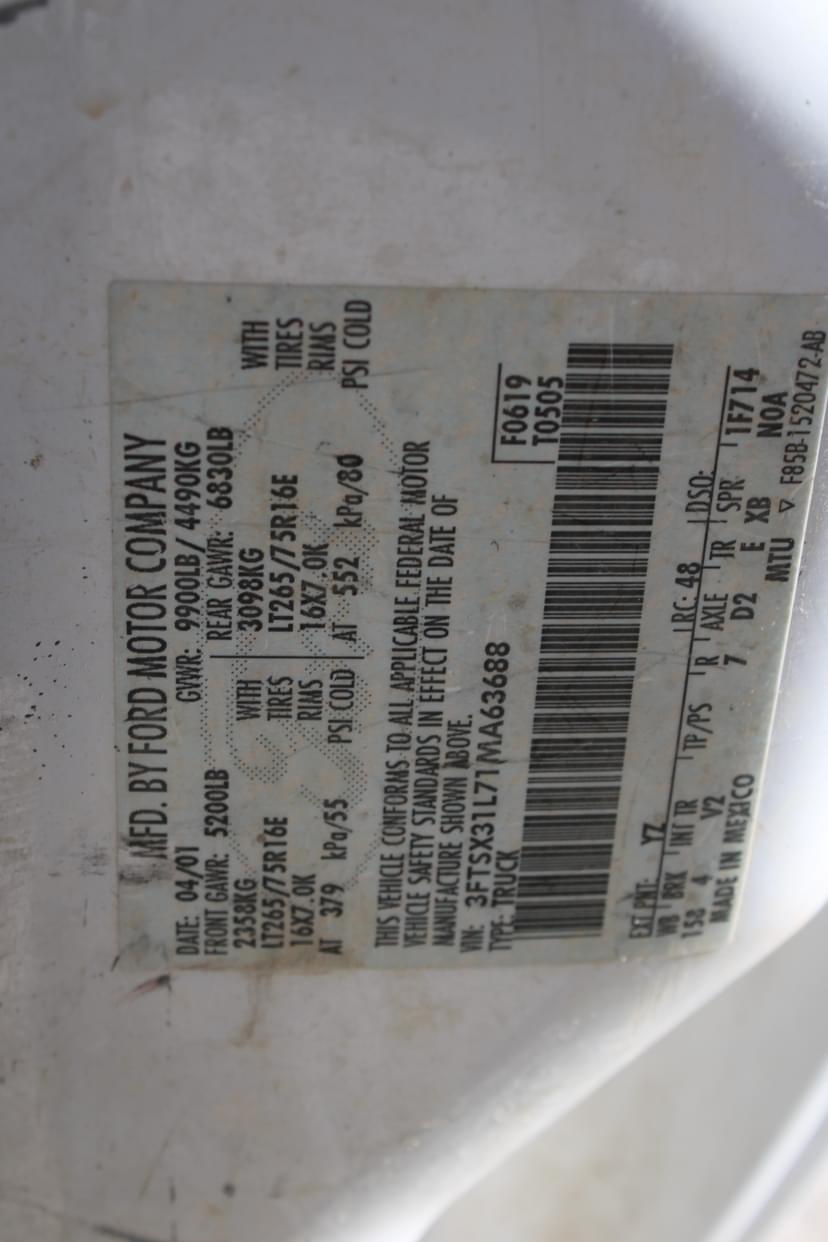 MFD. BY FORD MOTOR COMPANY
DATE: 04/01 GVWR: 9900LB/ 4490KG
FRONT GAWR: 5200LB REAR GAWR: 6830LB
2358KG WITH 3098KG WITH
LT265/75R16E TIRES LT265/75R16E TIRES
16X7.0K RIMS 16X7.0K RIMS
AT 379 kPa/55 PSI COLD AT 552 kPa/80 PSI COLD
THIS VEHICLE CONFORMS TO ALL APPLICABLE FEDERAL MOTOR
VEHICLE SAFETY STANDARDS IN EFFECT ON THE DATE OF
MANUFACTURE SHOWN ABOVE.
VIN: 3FTSX31L71MA63688 F0619
TYPE: TRUCK T0505
EXT PNT: YZ RC: 48 DSO:
WB BRK INT TR TP/PS R AXLE TR SPR 1F714
158 4 V2 7 D2 E XB NOA
MADE IN MEXICO MTU ▽ F85B-1520472-AB